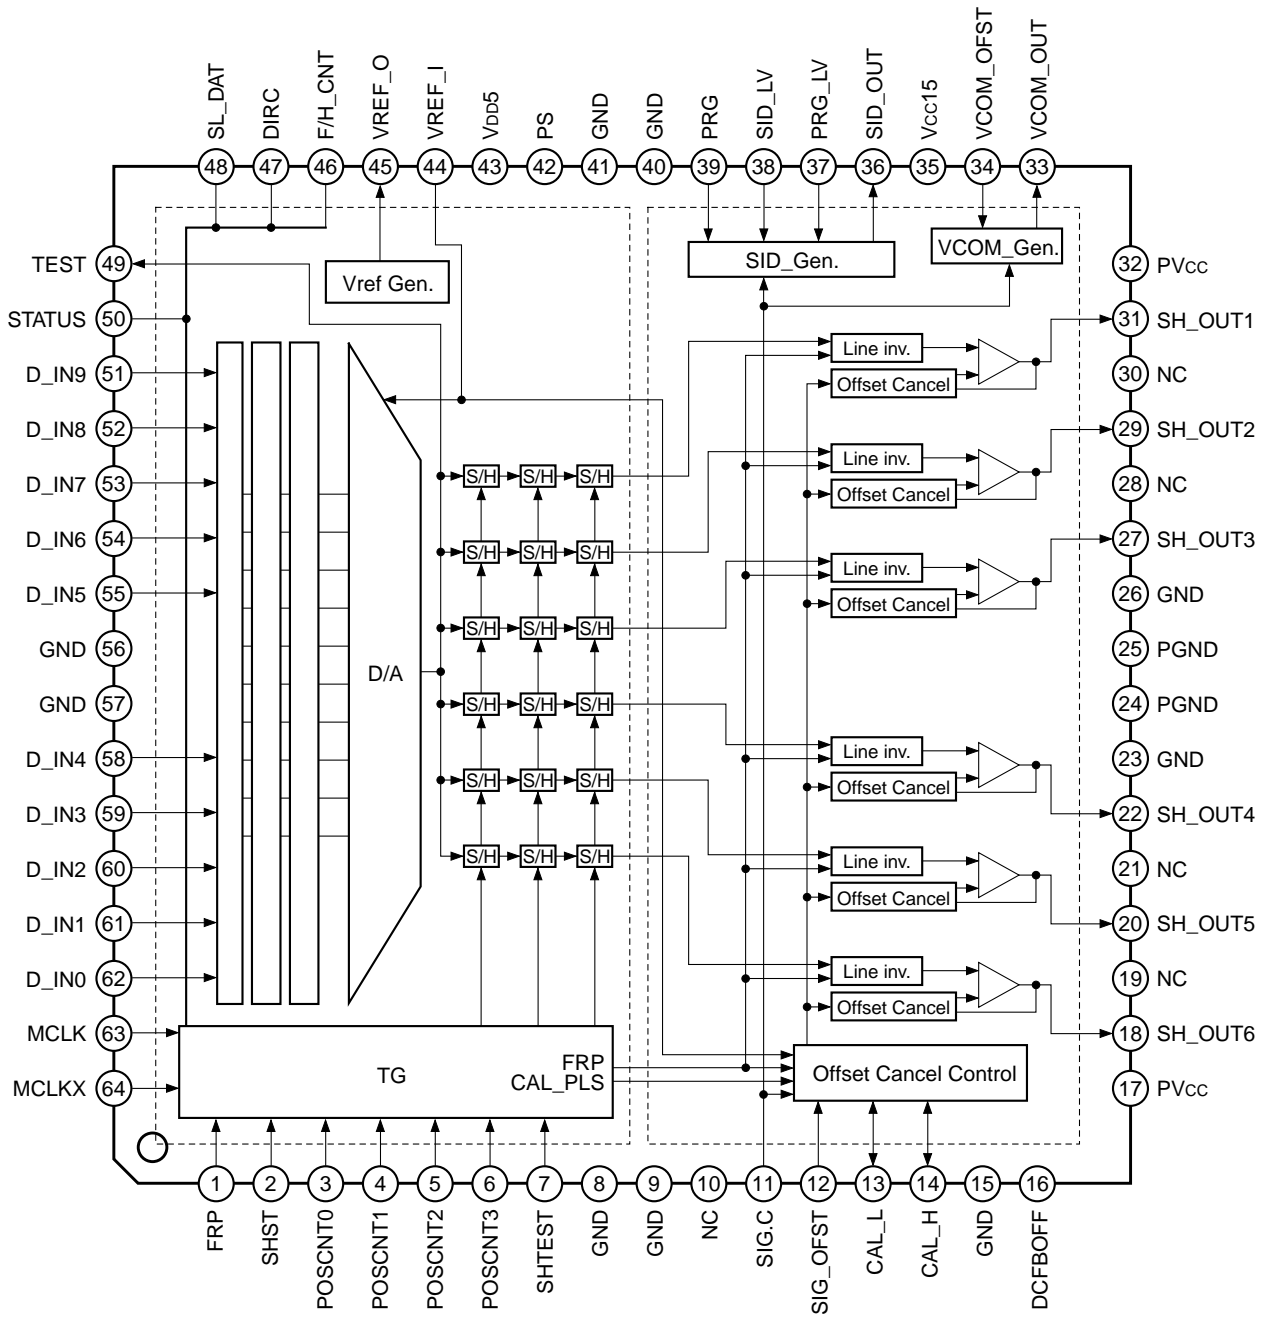 SL_DAT
DIRC
F/H_CNT
VREF_O
VREF_I
VDD5
PS
GND
GND
PRG
SID_LV
PRG_LV
SID_OUT
VCC15
VCOM_OFST
VCOM_OUT
48 47 46 45 44 43 42 41 40 39 38 37 36 35 34 33
TEST 49
STATUS 50
D_IN9 51
D_IN8 52
D_IN7 53
D_IN6 54
D_IN5 55
GND 56
GND 57
D_IN4 58
D_IN3 59
D_IN2 60
D_IN1 61
D_IN0 62
MCLK 63
MCLKX 64
Vref Gen.
SID_Gen.
VCOM_Gen.
D/A
S/H S/H S/H
S/H S/H S/H
S/H S/H S/H
S/H S/H S/H
S/H S/H S/H
S/H S/H S/H
Line inv.
Offset Cancel
Line inv.
Offset Cancel
Line inv.
Offset Cancel
Line inv.
Offset Cancel
Line inv.
Offset Cancel
Line inv.
Offset Cancel
TG
FRP
CAL_PLS
Offset Cancel Control
32 PVCC
31 SH_OUT1
30 NC
29 SH_OUT2
28 NC
27 SH_OUT3
26 GND
25 PGND
24 PGND
23 GND
22 SH_OUT4
21 NC
20 SH_OUT5
19 NC
18 SH_OUT6
17 PVCC
1 2 3 4 5 6 7 8 9 10 11 12 13 14 15 16
FRP
SHST
POSCNT0
POSCNT1
POSCNT2
POSCNT3
SHTEST
GND
GND
NC
SIG.C
SIG_OFST
CAL_L
CAL_H
GND
DCFBOFF